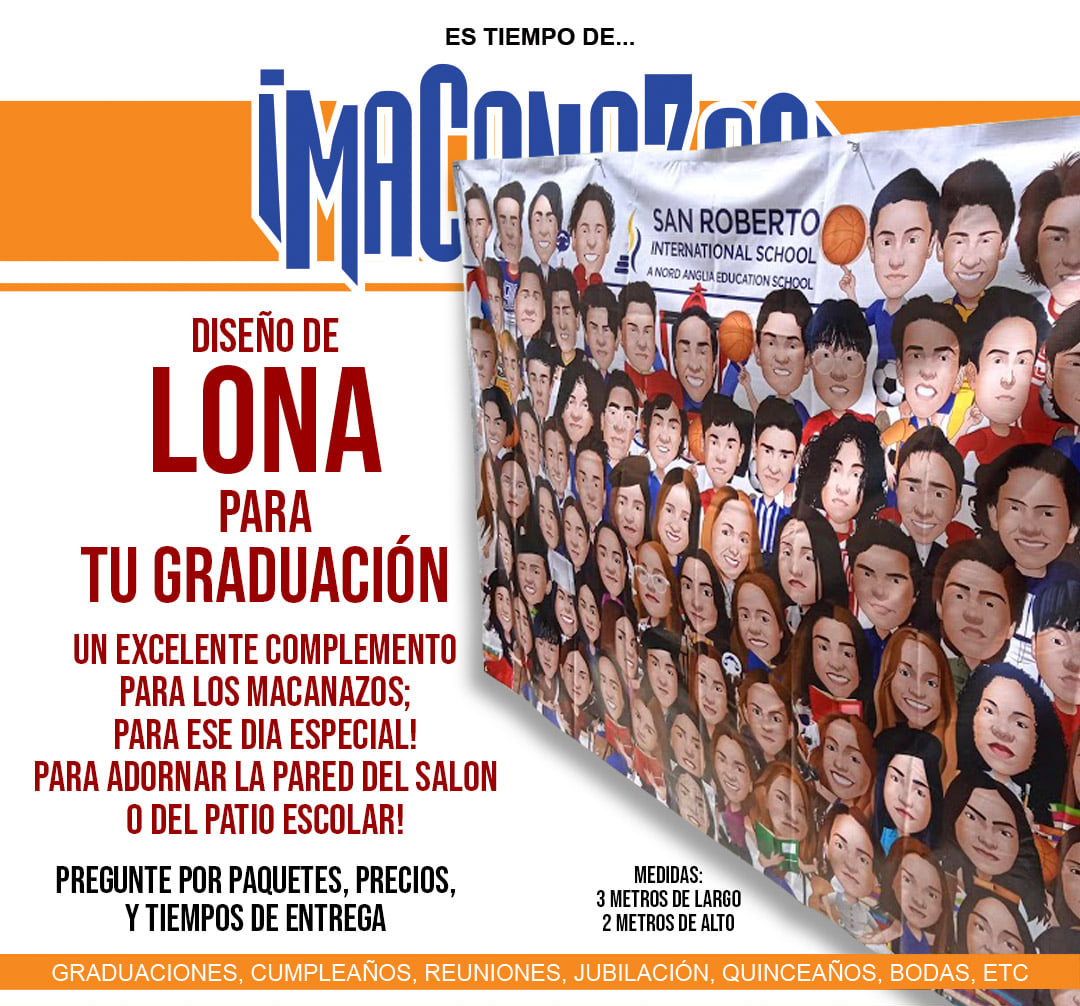 ES TIEMPO DE...
DISEÑO DE
LONA
PARA
TU GRADUACIÓN
UN EXCELENTE COMPLEMENTO
PARA LOS MACANAZOS;
PARA ESE DIA ESPECIAL!
PARA ADORNAR LA PARED DEL SALON
O DEL PATIO ESCOLAR!
PREGUNTE POR PAQUETES, PRECIOS,
Y TIEMPOS DE ENTREGA
SAN ROBERTO
INTERNATIONAL SCHOOL
A NORD ANGLIA EDUCATION SCHOOL
MEDIDAS:
3 METROS DE LARGO
2 METROS DE ALTO
GRADUACIONES, CUMPLEAÑOS, REUNIONES, JUBILACIÓN, QUINCEAÑOS, BODAS, ETC